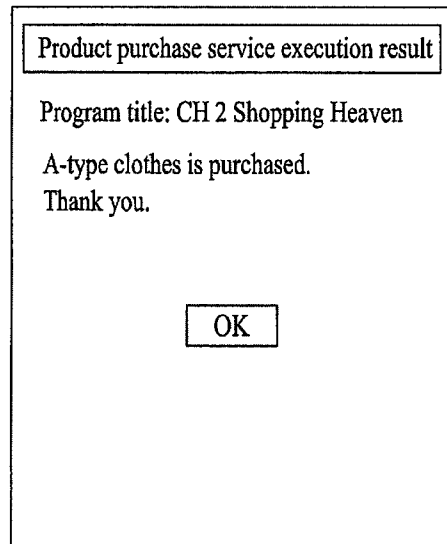 Product purchase service execution result
Program title: CH 2 Shopping Heaven
A-type clothes is purchased.
Thank you.
OK